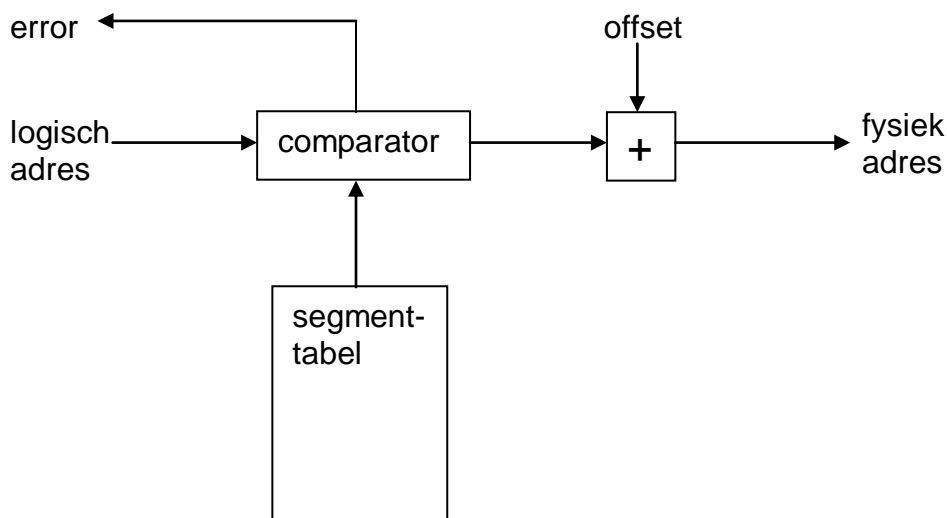 error
offset
logisch
adres
comparator
+
fysiek
adres
segment-
tabel